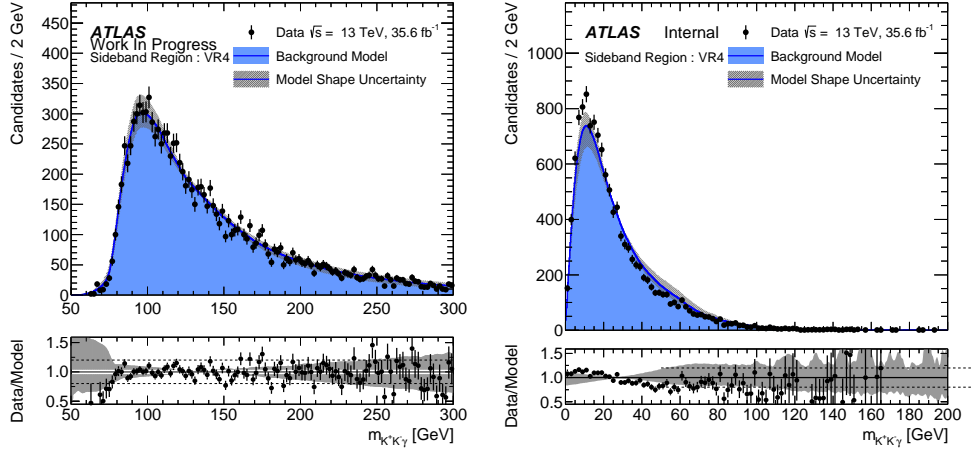 ATLAS
Work In Progress
Sideband Region : VR4
Data √s = 13 TeV, 35.6 fb⁻¹
Background Model
Model Shape Uncertainty
Candidates / 2 GeV
450
400
350
300
250
200
150
100
50
0
Data/Model
1.5
1.0
0.5
50 100 150 200 250 300
m_K⁺K⁻γ [GeV]
ATLAS Internal
Sideband Region : VR4
Data √s = 13 TeV, 35.6 fb⁻¹
Background Model
Model Shape Uncertainty
Candidates / 2 GeV
1000
800
600
400
200
0
Data/Model
1.5
1.0
0.5
0 20 40 60 80 100 120 140 160 180 200
m_K⁺K⁻γ [GeV]